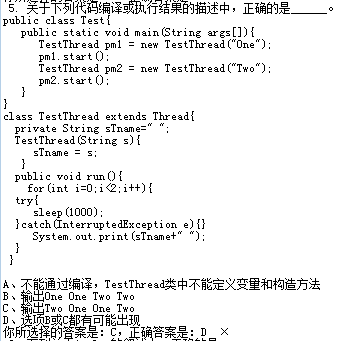 5. 关于下列代码编译或执行结果的描述中，正确的是______。
public class Test{
public static void main(String args[]){
TestThread pm1 = new TestThread("One");
pm1.start();
TestThread pm2 = new TestThread("Two");
pm2.start();
}
}
class TestThread extends Thread{
private String sTname=" ";
TestThread(String s){
sTname = s;
}
public void run(){
for(int i=0;i<2;i++){
try{
sleep(1000);
}catch(InterruptedException e){}
System.out.print(sTname+" ");
}
}
A、不能通过编译，TestThread类中不能定义变量和构造方法
B、输出One One Two Two
C、输出Two One One Two
D、选项B或C都有可能出现
你所选择的答案是：C，正确答案是：D ×